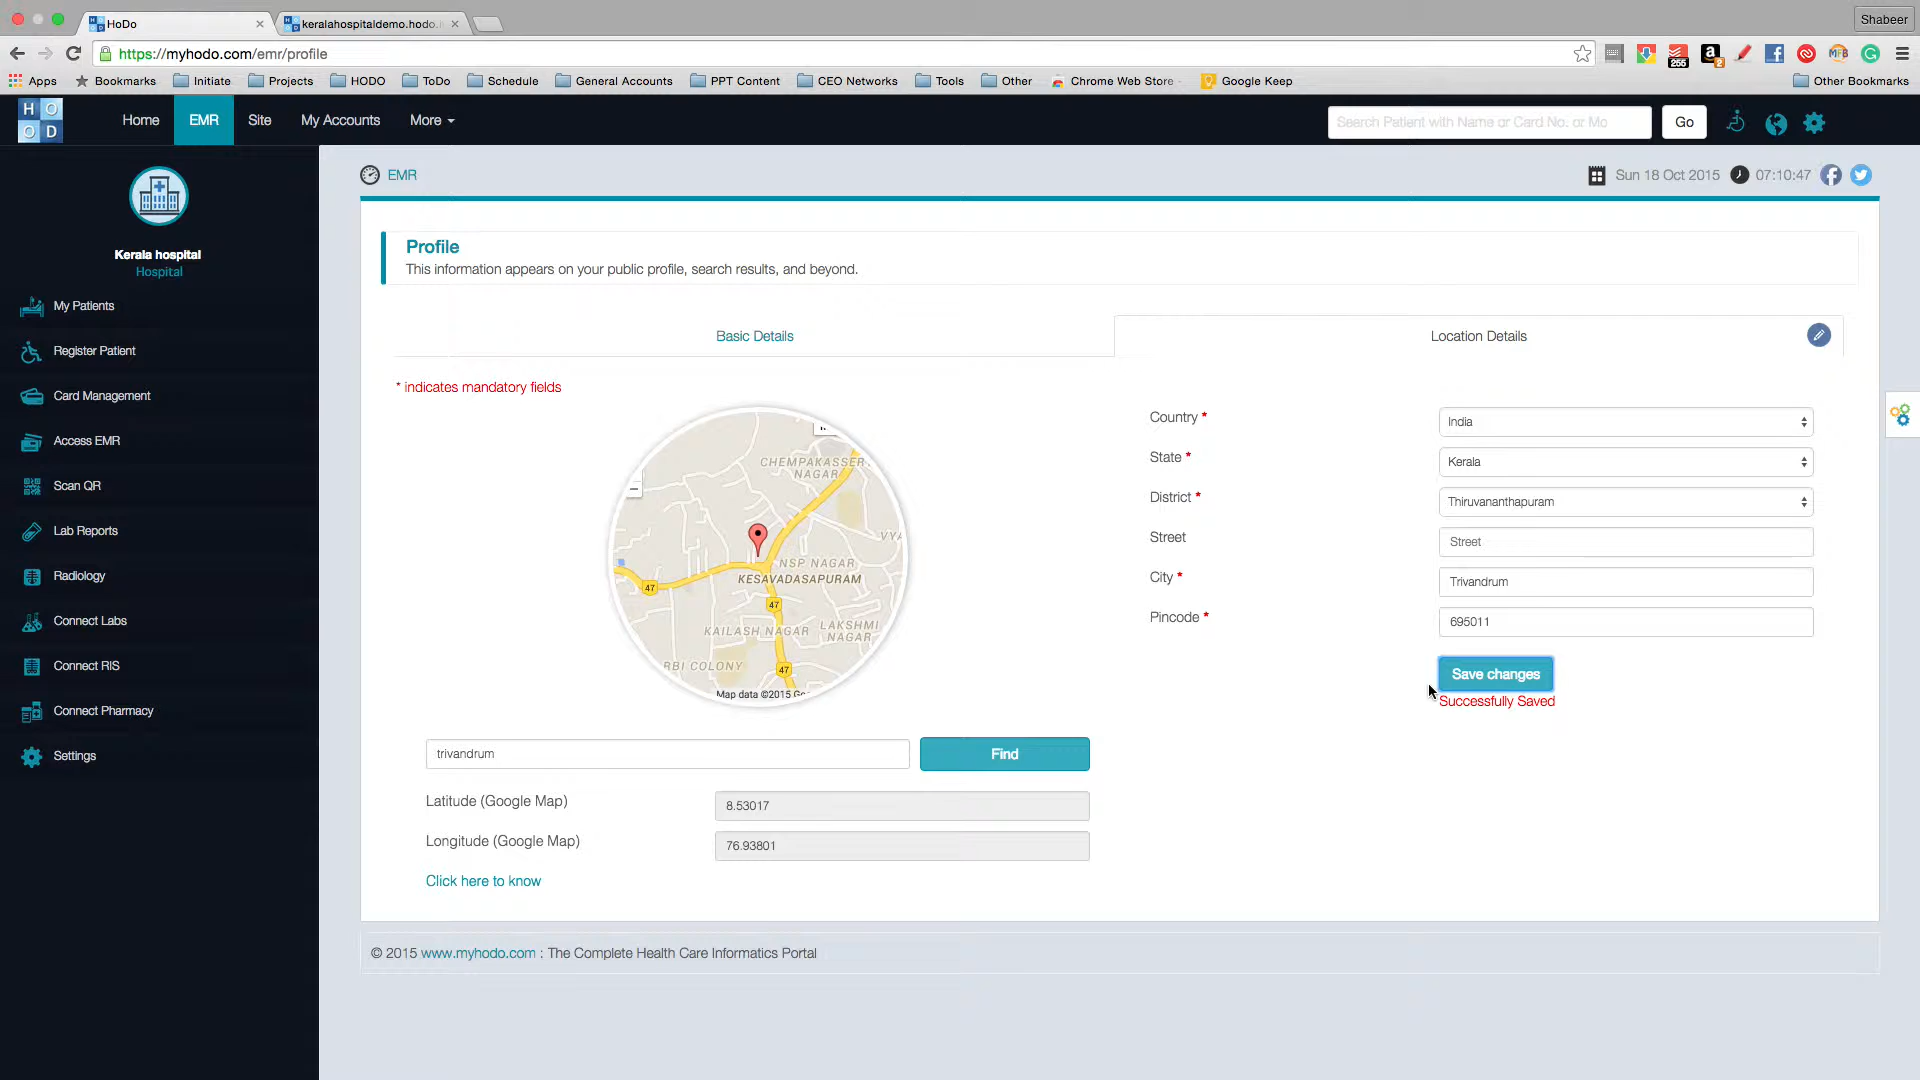 HoDo
keralahospitaldemo.hodo.
Shabeer
https://myhodo.com/emr/profile
255
2
Apps
Bookmarks
Initiate
Projects
HODO
ToDo
Schedule
General Accounts
PPT Content
CEO Networks
Tools
Other
Chrome Web Store
Google Keep
Other Bookmarks
H O
O D
Home
EMR
Site
My Accounts
More
Search Patient with Name or Card No. or Mo
Go
Kerala hospital
Hospital
My Patients
Register Patient
Card Management
Access EMR
Scan QR
Lab Reports
Radiology
Connect Labs
Connect RIS
Connect Pharmacy
Settings
EMR
Sun 18 Oct 2015
07:10:47
Profile
This information appears on your public profile, search results, and beyond.
Basic Details
Location Details
* indicates mandatory fields
CHEMPAKASSER
NAGAR
VYA
NSP NAGAR
KESAVADASAPURAM
47
47
KAILASH NAGAR
LAKSHMI
NAGAR
RBI COLONY
47
Map data ©2015 Go
trivandrum
Find
Latitude (Google Map)
8.53017
Longitude (Google Map)
76.93801
Click here to know
Country *
India
State *
Kerala
District *
Thiruvananthapuram
Street
Street
City *
Trivandrum
Pincode *
695011
Save changes
Successfully Saved
© 2015 www.myhodo.com : The Complete Health Care Informatics Portal